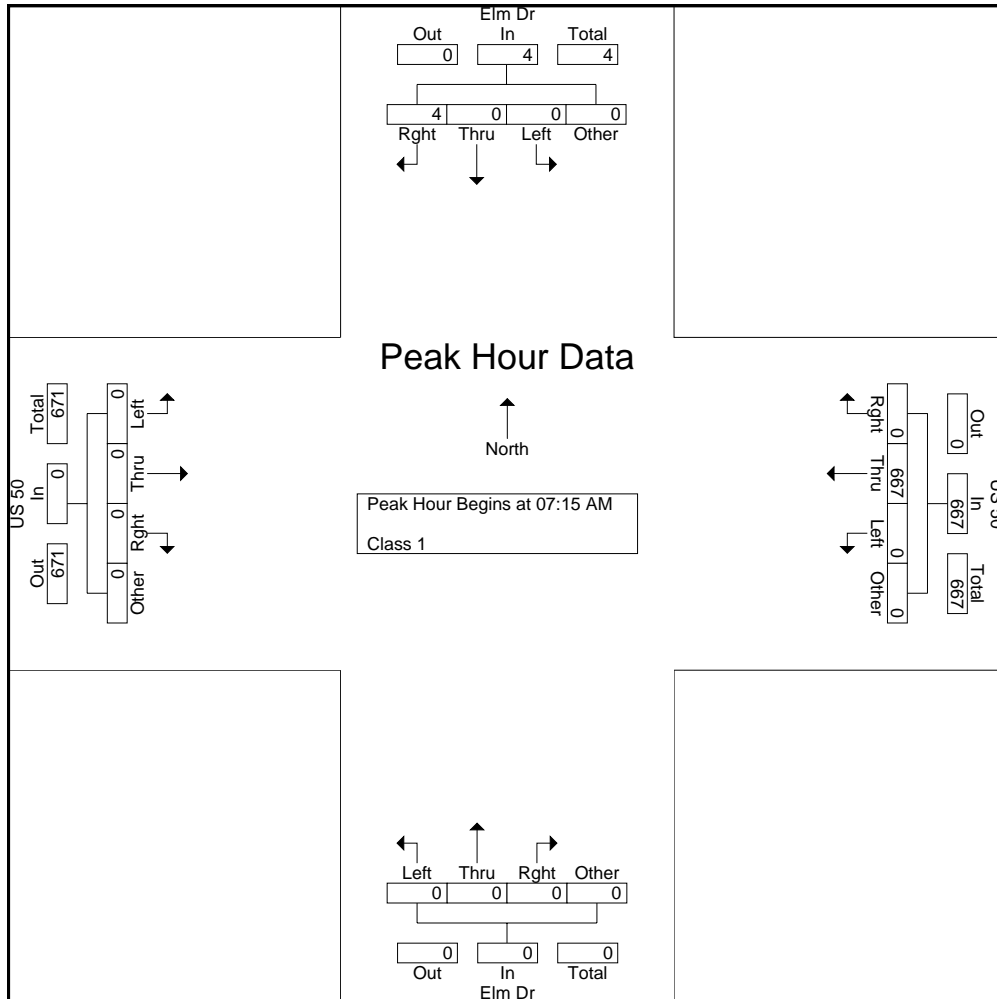 Elm Dr
Out In Total
0 4 4
4 0 0 0
Rght Thru Left Other
Peak Hour Data
North
Peak Hour Begins at 07:15 AM
Class 1
US 50
Out In Total
671 0 671
0 0 0 0
Left Thru Rght Other
Out In Total
0 667 667
0 667 0 0
Rght Thru Left Other
US 50
Left Thru Rght Other
0 0 0 0
0 0 0
Out In Total
Elm Dr